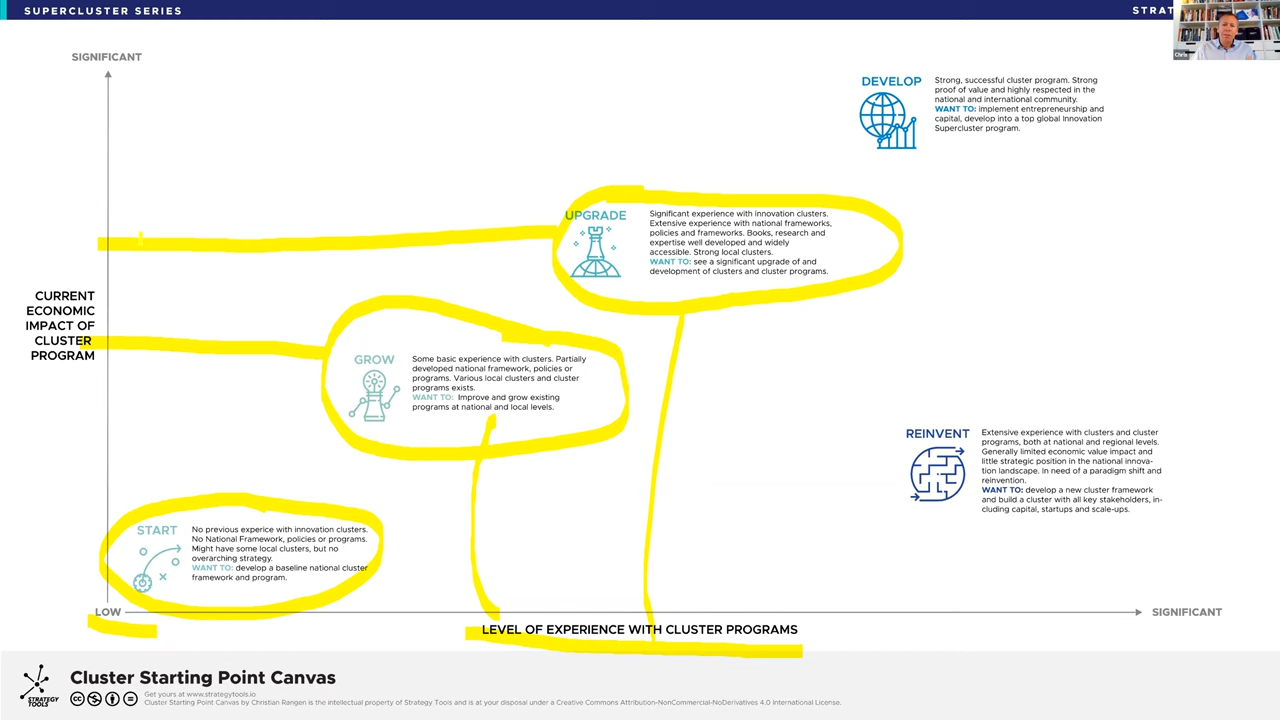 SUPERCLUSTER SERIES
STRAT
Chris
SIGNIFICANT
DEVELOP
Strong, successful cluster program. Strong
proof of value and highly respected in the
national and international community.
WANT TO: implement entrepreneurship and
capital, develop into a top global Innovation
Supercluster program.
UPGRADE
Significant experience with innovation clusters.
Extensive experience with national frameworks,
policies and frameworks. Books, research and
expertise well developed and widely
accessible. Strong local clusters.
WANT TO: see a significant upgrade of and
development of clusters and cluster programs.
CURRENT
ECONOMIC
IMPACT OF
CLUSTER
PROGRAM
GROW
Some basic experience with clusters. Partially
developed national framework, policies or
programs. Various local clusters and cluster
programs exists.
WANT TO: Improve and grow existing
programs at national and local levels.
REINVENT
Extensive experience with clusters and cluster
programs, both at national and regional levels.
Generally limited economic value impact and
little strategic position in the national innova-
tion landscape. In need of a paradigm shift and
reinvention.
WANT TO: develop a new cluster framework
and build a cluster with all key stakeholders, in-
cluding capital, startups and scale-ups.
START
No previous experice with innovation clusters.
No National Framework, policies or programs.
Might have some local clusters, but no
overarching strategy.
WANT TO: develop a baseline national cluster
framework and program.
LOW
SIGNIFICANT
LEVEL OF EXPERIENCE WITH CLUSTER PROGRAMS
STRATEGY
TOOLS
Cluster Starting Point Canvas
cc
Get yours at www.strategytools.io
Cluster Starting Point Canvas by Christian Rangen is the intellectual property of Strategy Tools and is at your disposal under a Creative Commons Attribution-NonCommercial-NoDerivatives 4.0 International License.